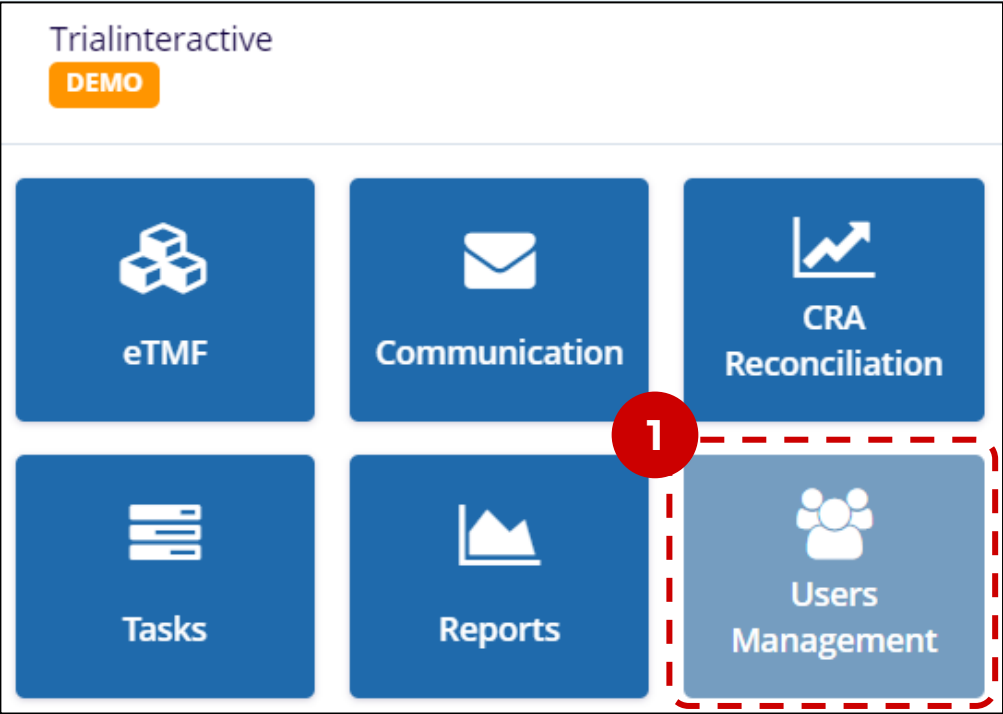 Trialinteractive
DEMO
eTMF
Communication
CRA
Reconciliation
1
Tasks
Reports
Users
Management